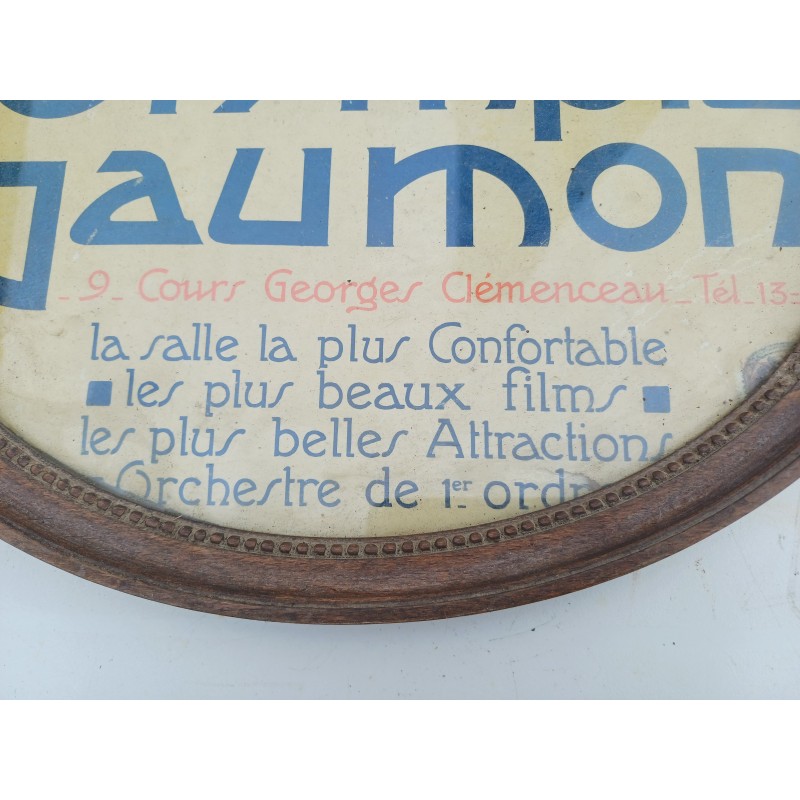 Olympia
gaumon
_ 9 _ Cours Georges Clémenceau _ Tél _ 13 _
la salle la plus Confortable
■ les plus beaux films ■
les plus belles Attractions
Orchestre de 1er ordr